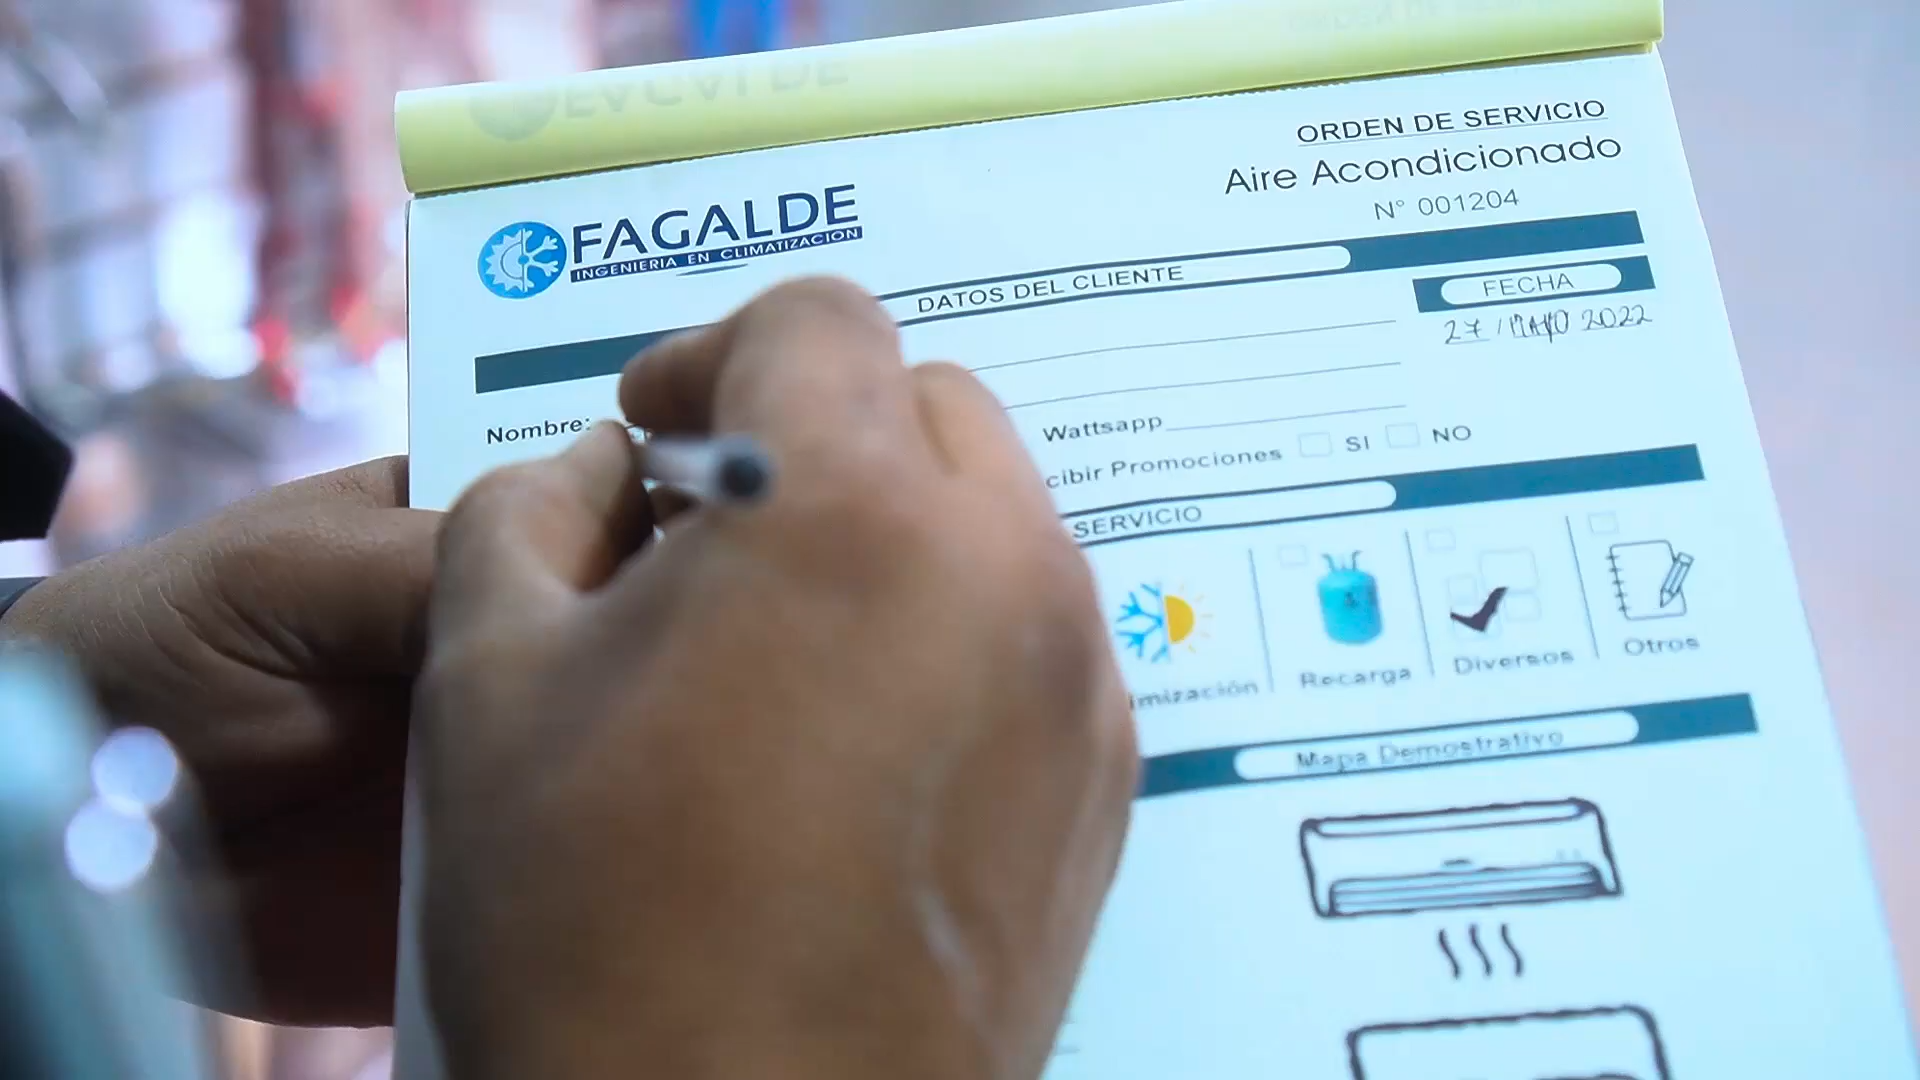 ORDEN DE SERVICIO
Aire Acondicionado
N° 001204
FAGALDE
INGENIERIA EN CLIMATIZACION
DATOS DEL CLIENTE
FECHA
27 / MAYO 2022
Nombre:
Wattsapp
cibir Promociones SI NO
SERVICIO
imización Recarga Diversos Otros
Mapa Demostrativo